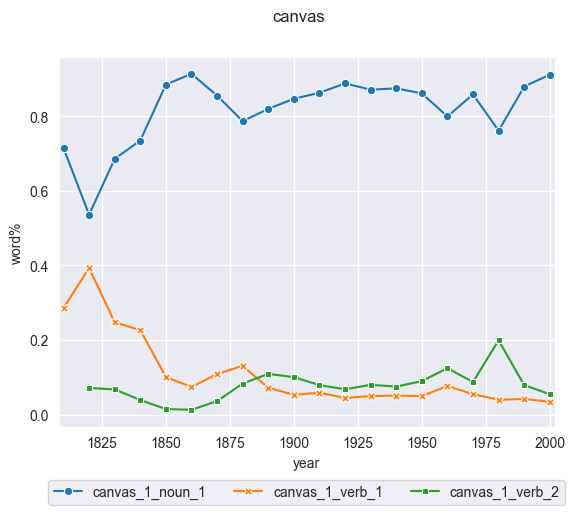 canvas
0.8
0.6
0.4
0.2
0.0
word%
1825 1850 1875 1900 1925 1950 1975 2000
year
canvas_1_noun_1 canvas_1_verb_1 canvas_1_verb_2